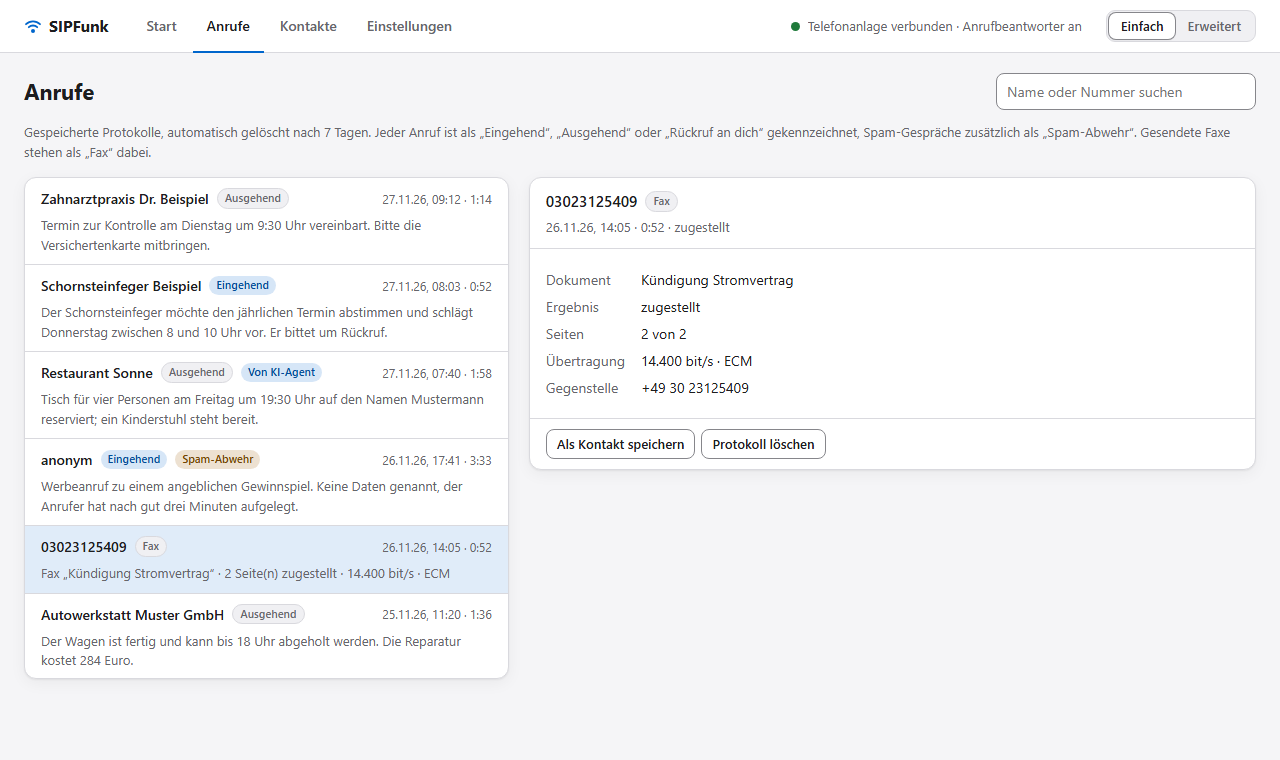 SIPFunk
Start
Anrufe
Kontakte
Einstellungen
Telefonanlage verbunden · Anrufbeantworter an
Einfach
Erweitert
Anrufe
Name oder Nummer suchen
Gespeicherte Protokolle, automatisch gelöscht nach 7 Tagen. Jeder Anruf ist als „Eingehend“, „Ausgehend“ oder „Rückruf an dich“ gekennzeichnet, Spam-Gespräche zusätzlich als „Spam-Abwehr“. Gesendete Faxe
stehen als „Fax“ dabei.
Zahnarztpraxis Dr. Beispiel Ausgehend 27.11.26, 09:12 · 1:14
Termin zur Kontrolle am Dienstag um 9:30 Uhr vereinbart. Bitte die
Versichertenkarte mitbringen.
Schornsteinfeger Beispiel Eingehend 27.11.26, 08:03 · 0:52
Der Schornsteinfeger möchte den jährlichen Termin abstimmen und schlägt
Donnerstag zwischen 8 und 10 Uhr vor. Er bittet um Rückruf.
Restaurant Sonne Ausgehend Von KI-Agent 27.11.26, 07:40 · 1:58
Tisch für vier Personen am Freitag um 19:30 Uhr auf den Namen Mustermann
reserviert; ein Kinderstuhl steht bereit.
anonym Eingehend Spam-Abwehr 26.11.26, 17:41 · 3:33
Werbeanruf zu einem angeblichen Gewinnspiel. Keine Daten genannt, der
Anrufer hat nach gut drei Minuten aufgelegt.
03023125409 Fax 26.11.26, 14:05 · 0:52
Fax „Kündigung Stromvertrag“ · 2 Seite(n) zugestellt · 14.400 bit/s · ECM
Autowerkstatt Muster GmbH Ausgehend 25.11.26, 11:20 · 1:36
Der Wagen ist fertig und kann bis 18 Uhr abgeholt werden. Die Reparatur
kostet 284 Euro.
03023125409 Fax
26.11.26, 14:05 · 0:52 · zugestellt
Dokument Kündigung Stromvertrag
Ergebnis zugestellt
Seiten 2 von 2
Übertragung 14.400 bit/s · ECM
Gegenstelle +49 30 23125409
Als Kontakt speichern
Protokoll löschen